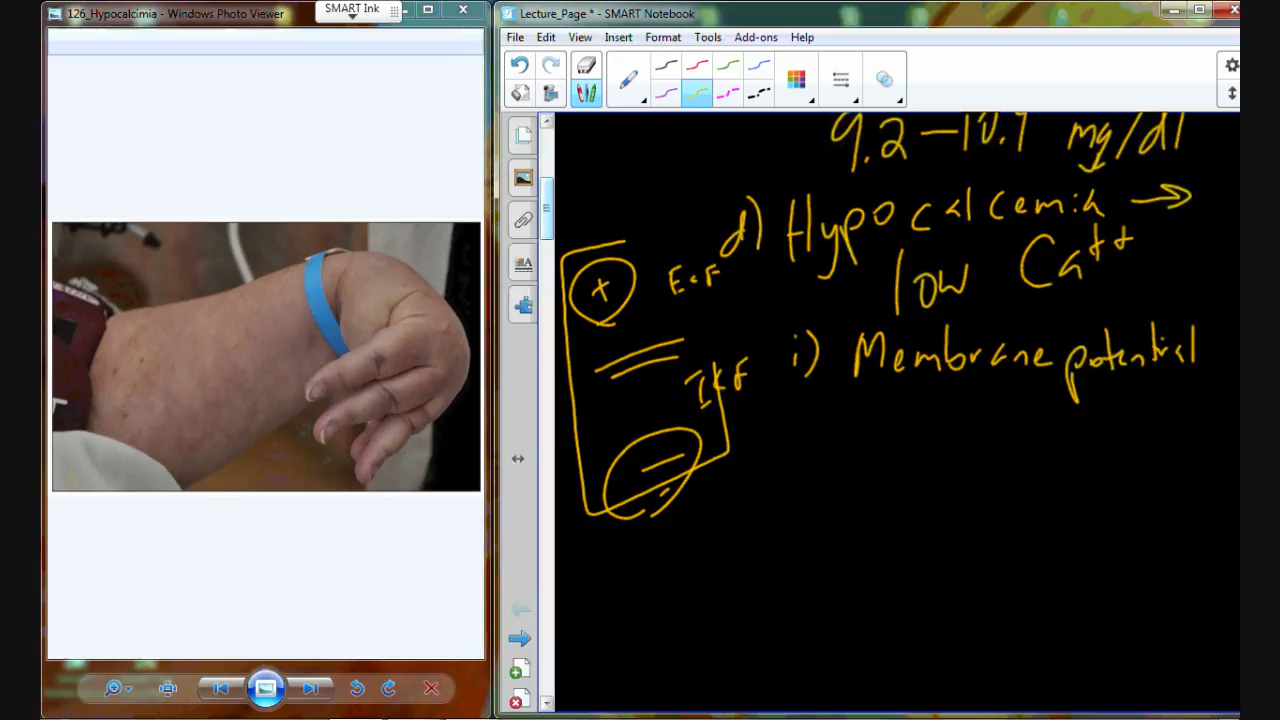 126_Hypocalcimia - Windows Photo Viewer
SMART Ink
Lecture_Page * - SMART Notebook
File Edit View Insert Format Tools Add-ons Help
9.2 - 10.7 mg/dl
d) Hypocalcemia →
low Ca++
+ ECF
i) Membrane potential
ICF
-